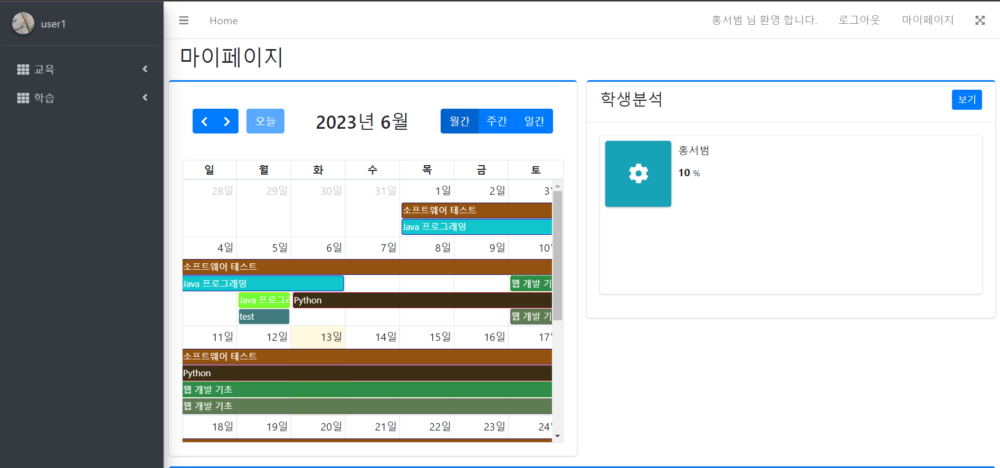 user1
교육
학습
Home
홍서범 님 환영 합니다.
로그아웃
마이페이지
마이페이지
오늘
2023년 6월
월간
주간
일간
일 월 화 수 목 금 토
28일 29일 30일 31일 1일 2일 3
소프트웨어 테스트
Java 프로그래밍
4일 5일 6일 7일 8일 9일 10
소프트웨어 테스트
Java 프로그래밍 웹 개발 기
Java 프로그 Python
test 웹 개발 기
11일 12일 13일 14일 15일 16일 17
소프트웨어 테스트
Python
웹 개발 기초
웹 개발 기초
18일 19일 20일 21일 22일 23일 24
학생분석
보기
홍서범
10 %